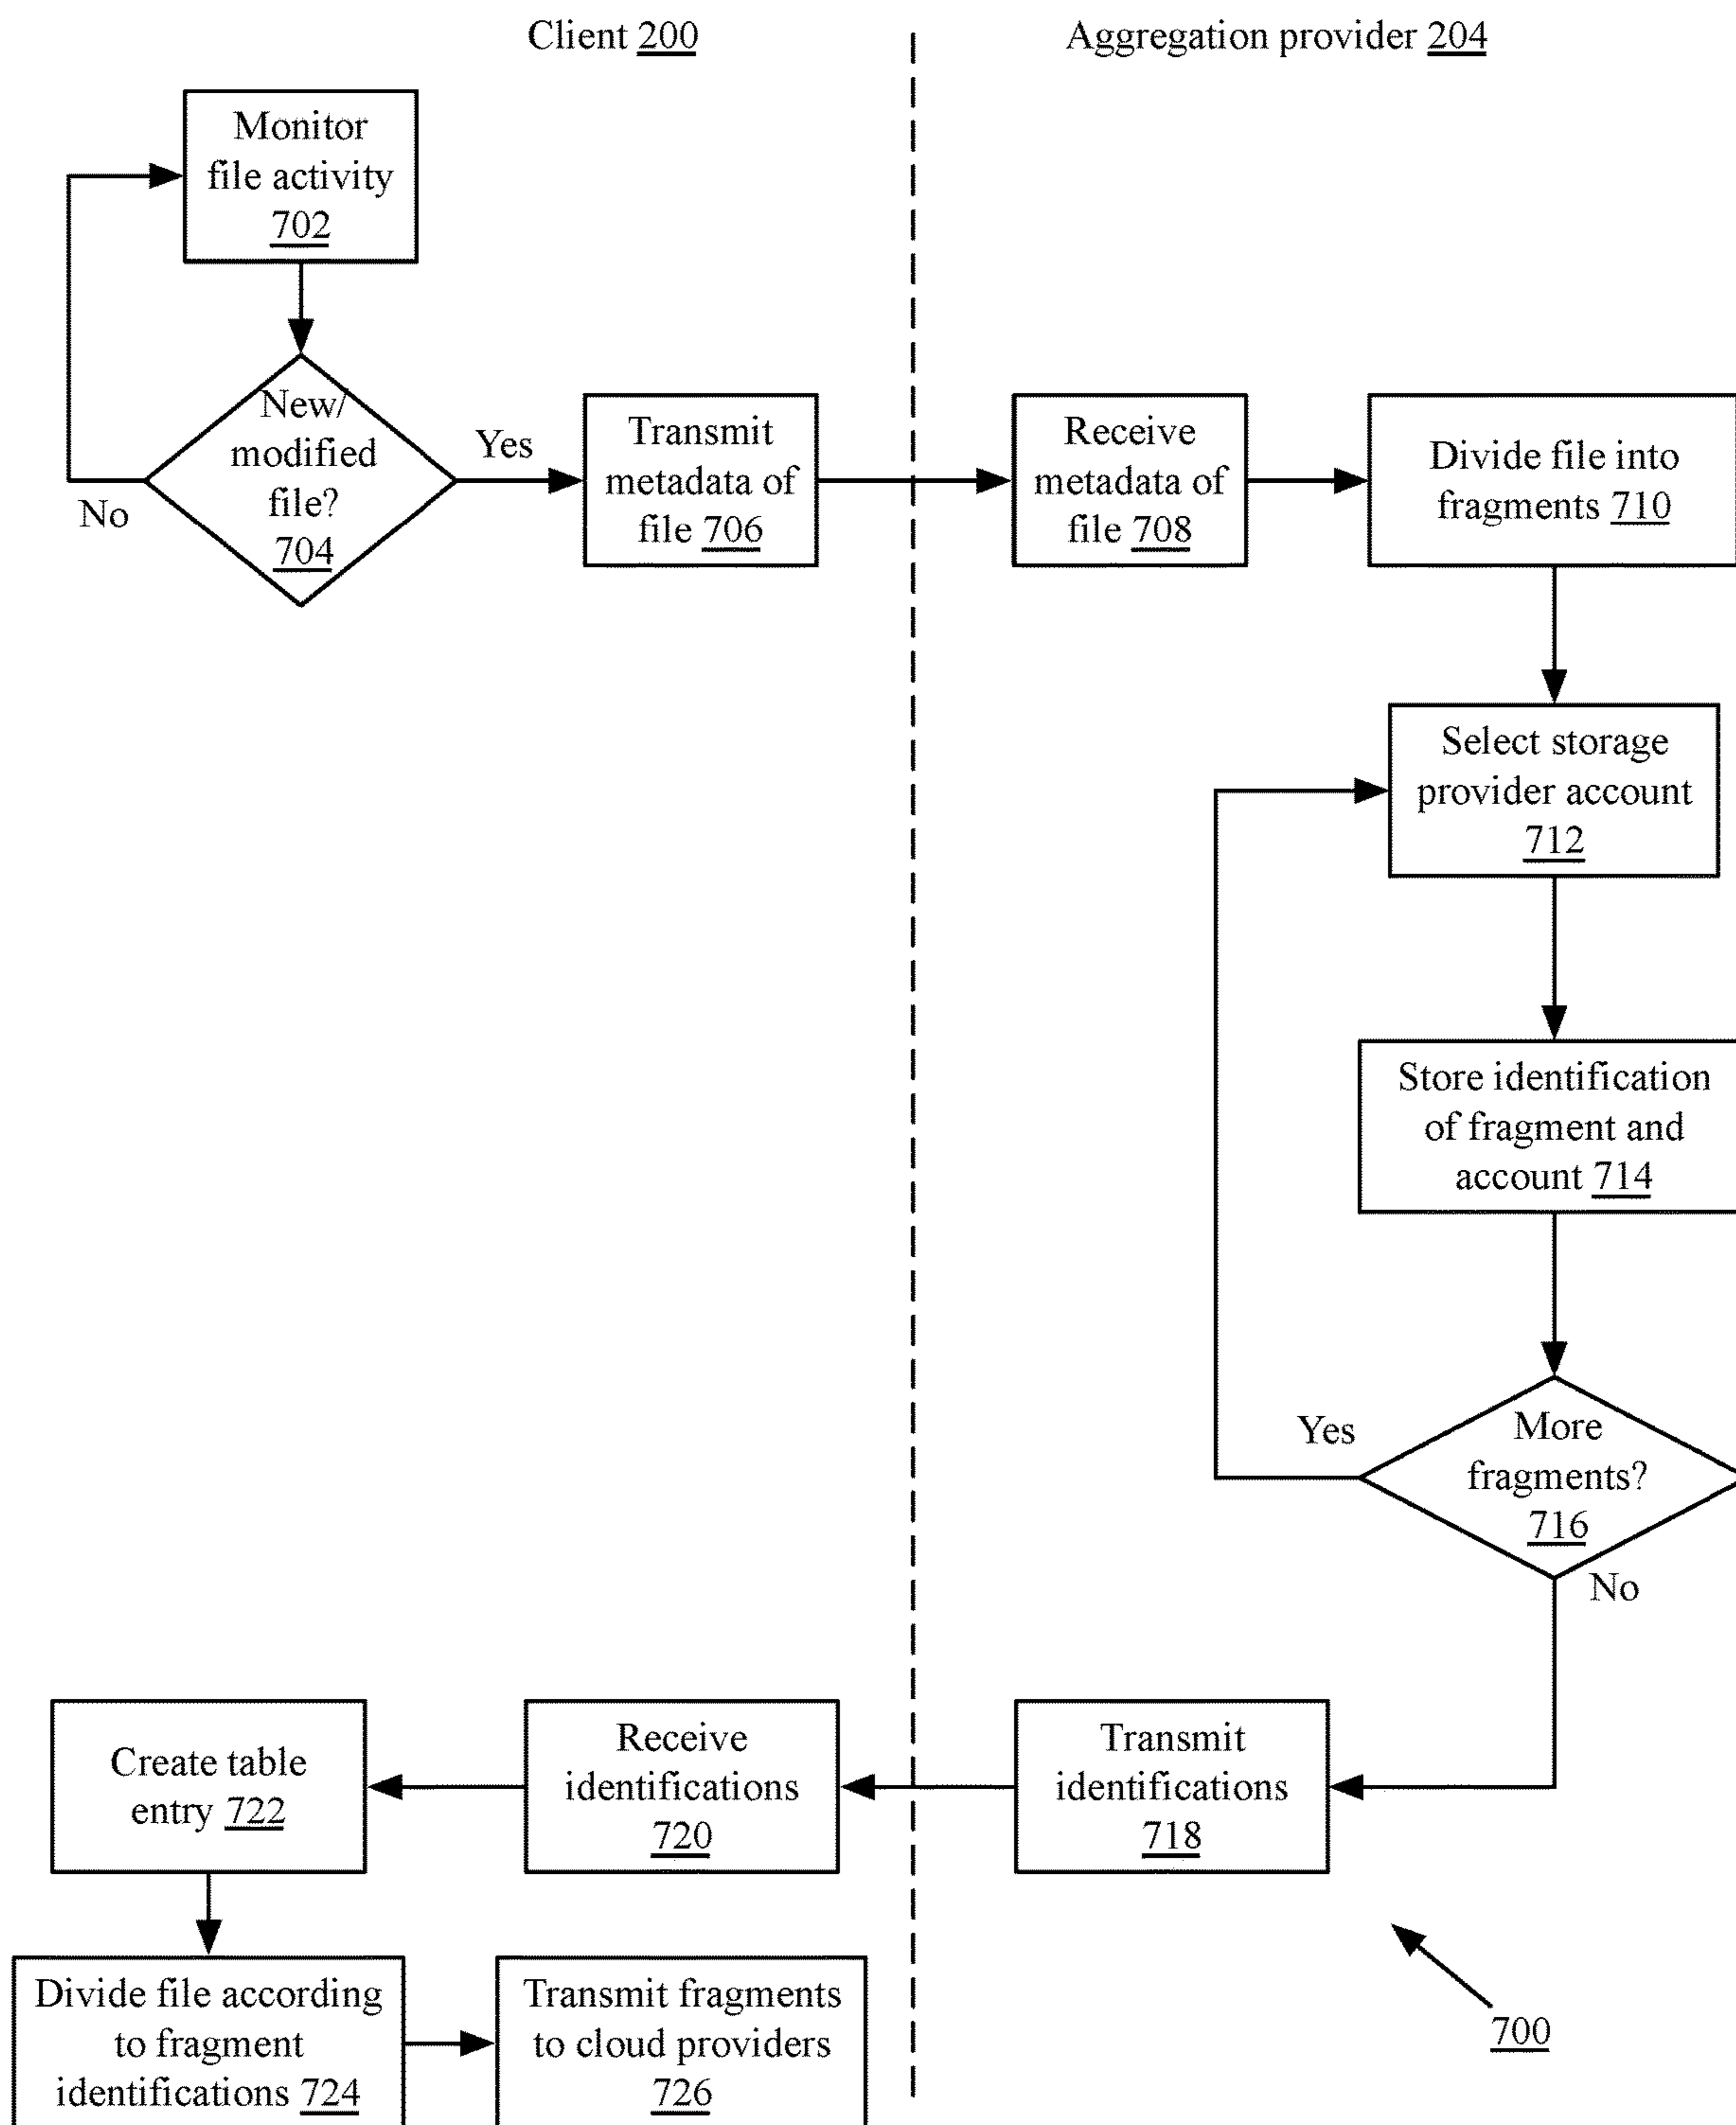 Client 200
Aggregation provider 204
Monitor
file activity
702
New/
modified
file?
704
No
Yes
Transmit
metadata of
file 706
Receive
metadata of
file 708
Divide file into
fragments 710
Select storage
provider account
712
Store identification
of fragment and
account 714
More
fragments?
716
Yes
No
Transmit
identifications
718
Receive
identifications
720
Create table
entry 722
Divide file according
to fragment
identifications 724
Transmit fragments
to cloud providers
726
700